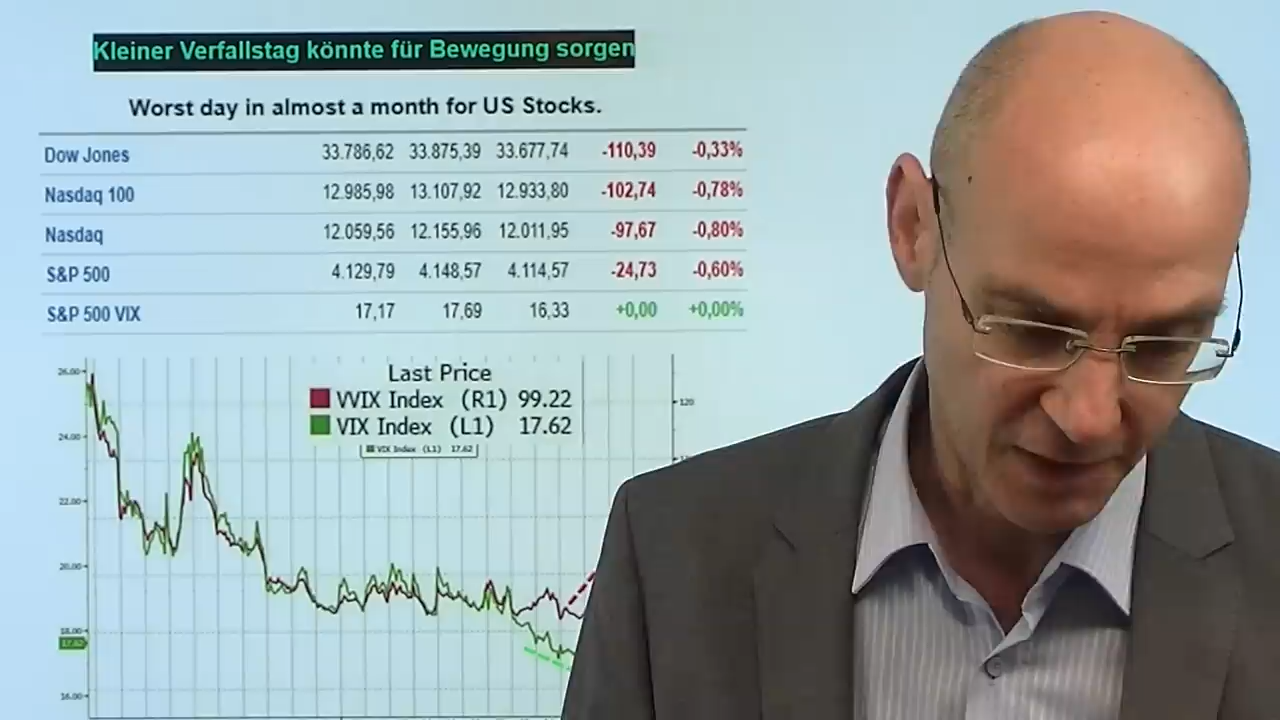 Kleiner Verfallstag könnte für Bewegung sorgen
Worst day in almost a month for US Stocks.
Dow Jones 33.786,62 33.875,39 33.677,74 -110,39 -0,33%
Nasdaq 100 12.985,98 13.107,92 12.933,80 -102,74 -0,78%
Nasdaq 12.059,56 12.155,96 12.011,95 -97,67 -0,80%
S&P 500 4.129,79 4.148,57 4.114,57 -24,73 -0,60%
S&P 500 VIX 17,17 17,69 16,33 +0,00 +0,00%
Last Price
VVIX Index (R1) 99.22
VIX Index (L1) 17.62
VIX Index (L1) 17.62
26.00
120
24.00
22.00
20.00
18.00
17.62
16.00